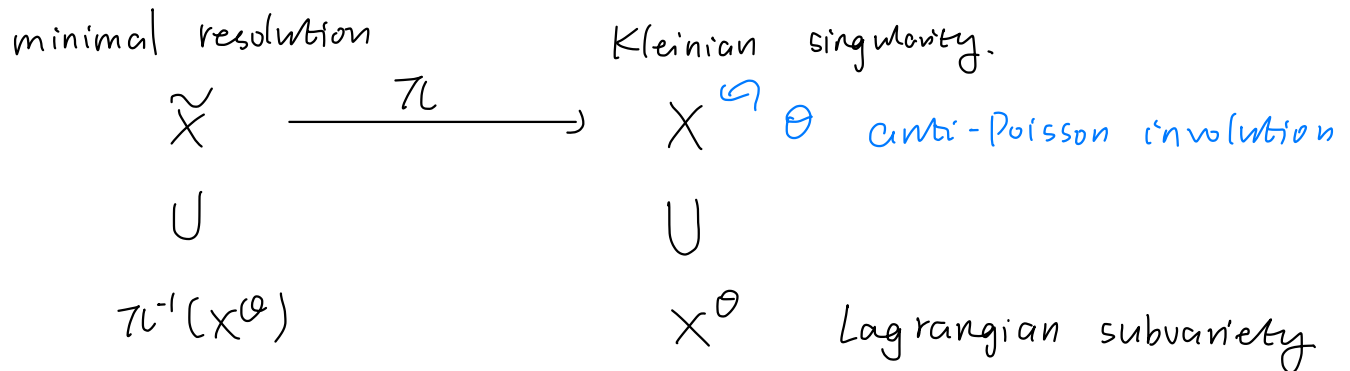 minimal resolution Kleinian singularity.
X̃ π⟶ X ↶ θ anti-Poisson involution
∪ ∪
π⁻¹(X^θ) X^θ Lagrangian subvariety